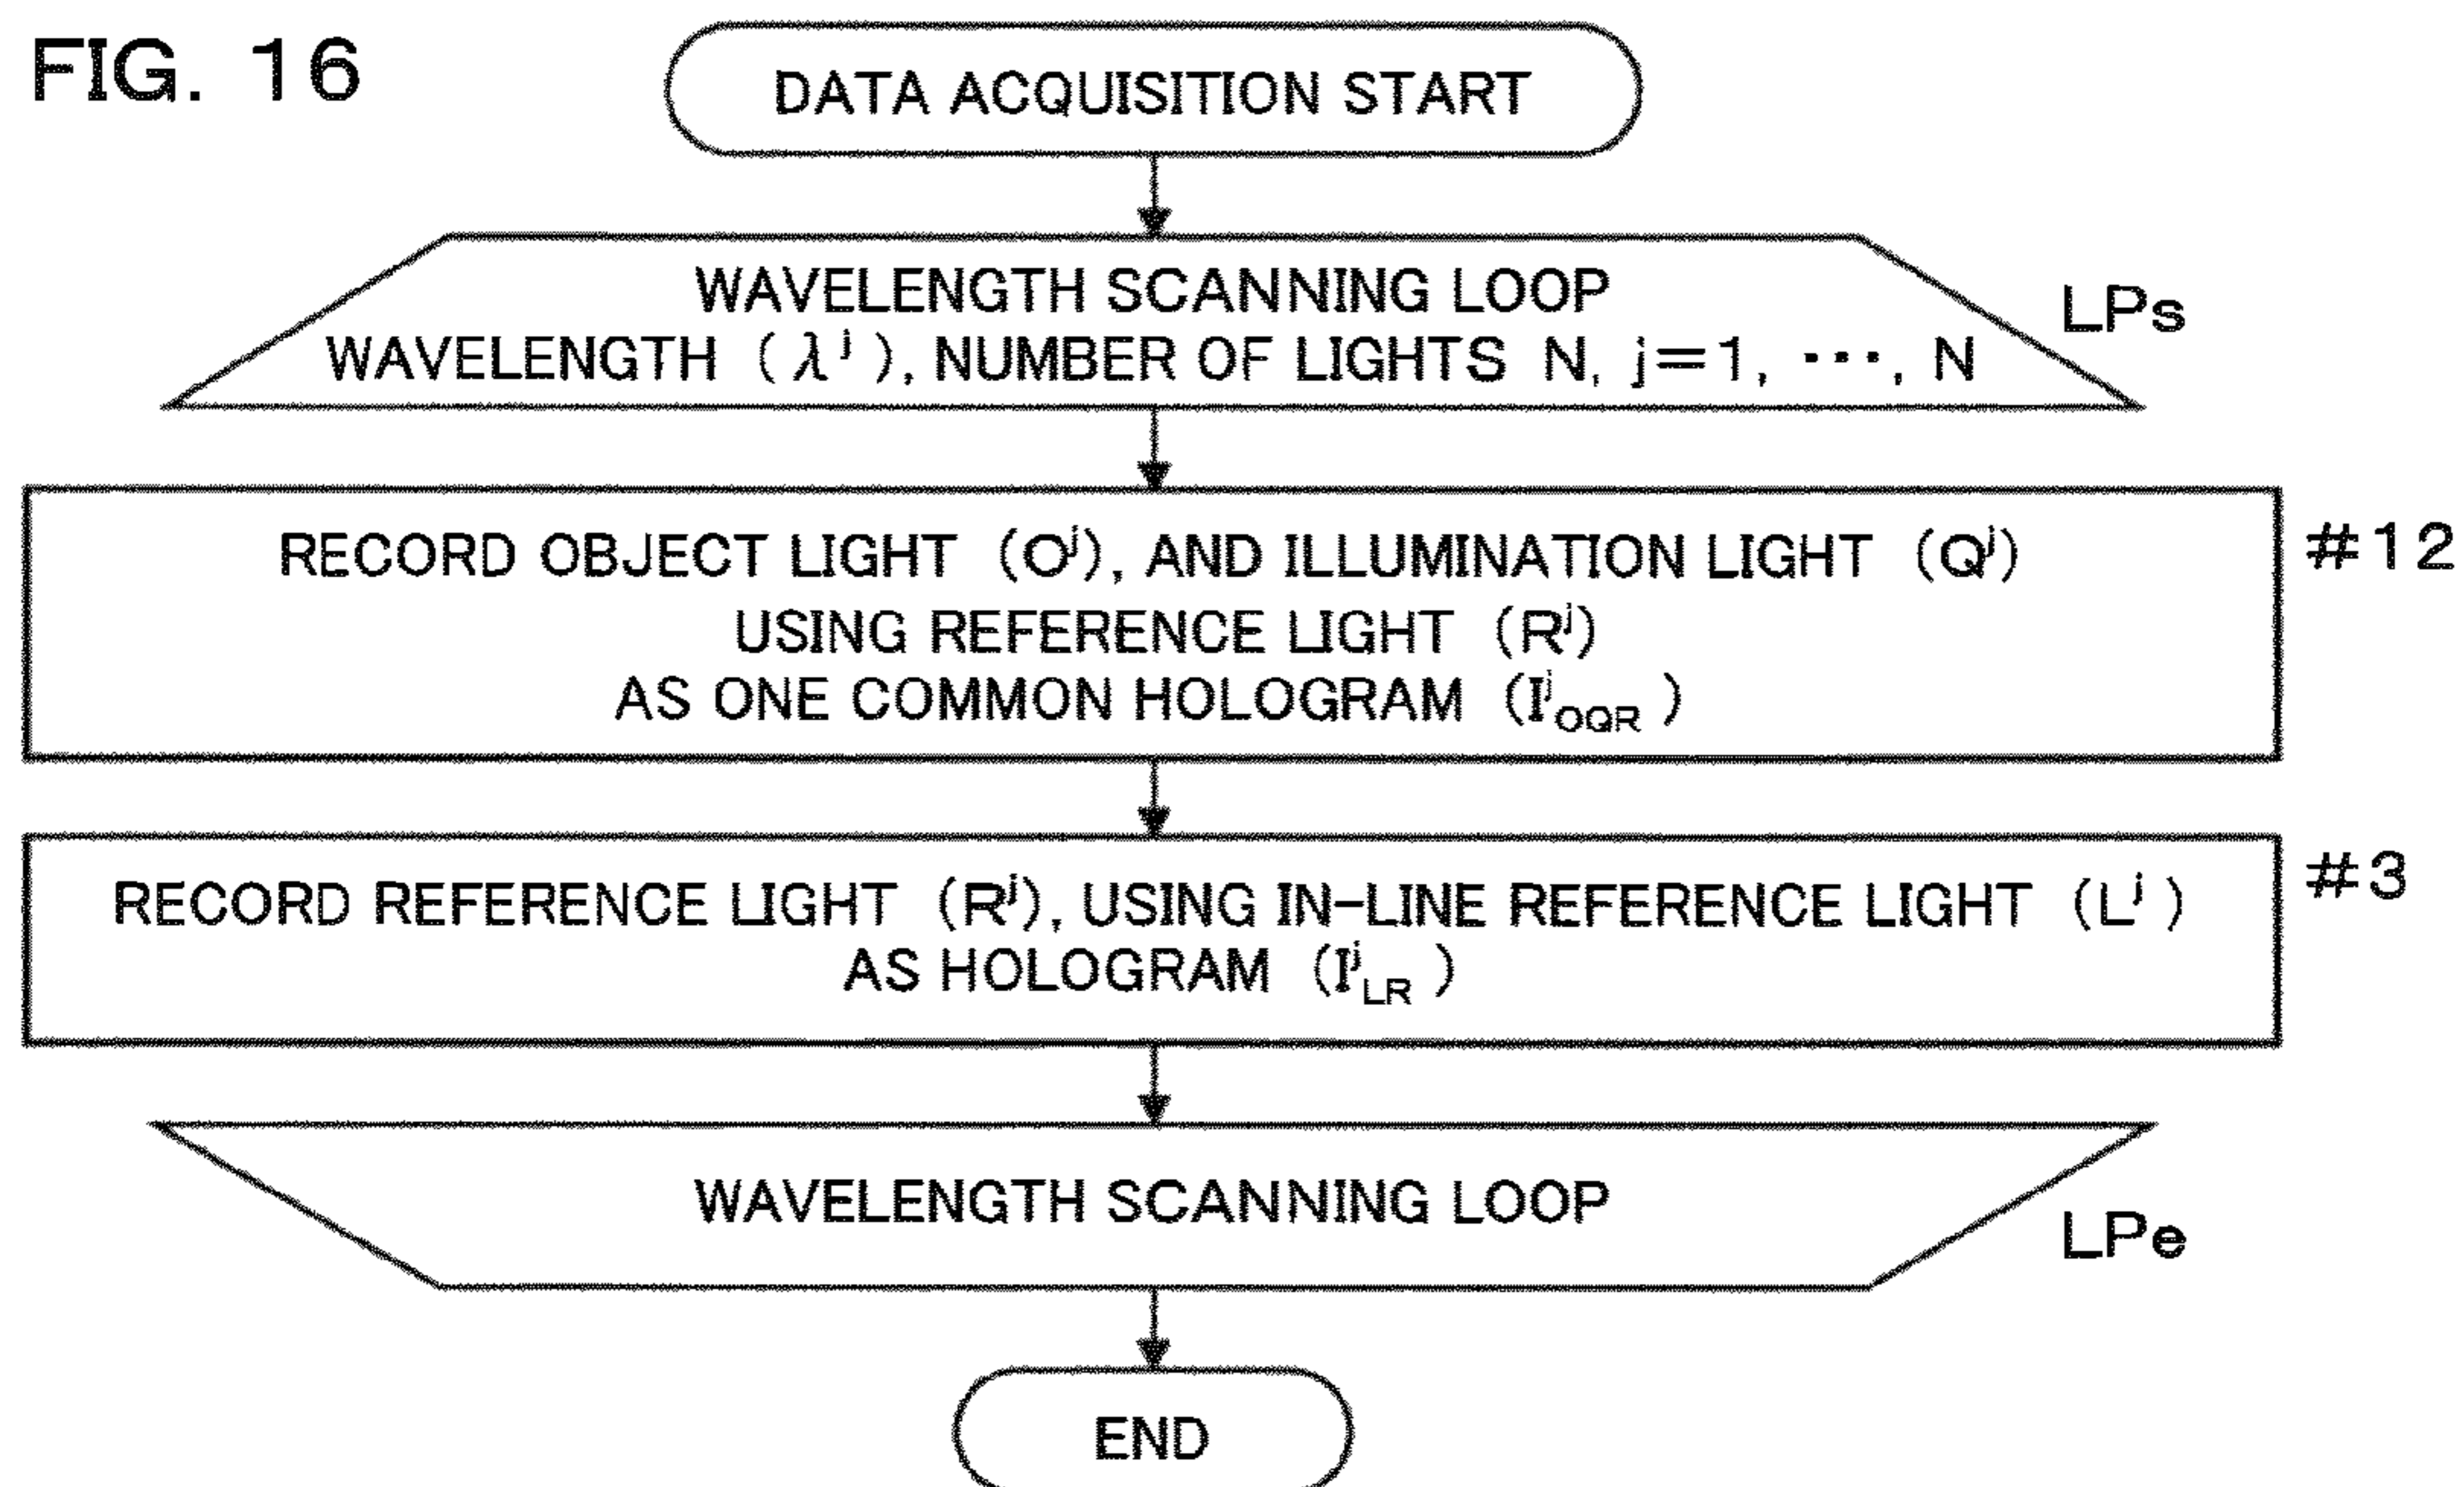 FIG. 16
DATA ACQUISITION START
WAVELENGTH SCANNING LOOP
LPs
WAVELENGTH (λʲ), NUMBER OF LIGHTS N, j=1, ･･･, N
RECORD OBJECT LIGHT (Oʲ), AND ILLUMINATION LIGHT (Qʲ)
#12
USING REFERENCE LIGHT (Rʲ)
AS ONE COMMON HOLOGRAM (Iʲ_OQR)
RECORD REFERENCE LIGHT (Rʲ), USING IN-LINE REFERENCE LIGHT (Lʲ)
#3
AS HOLOGRAM (Iʲ_LR)
WAVELENGTH SCANNING LOOP
LPe
END